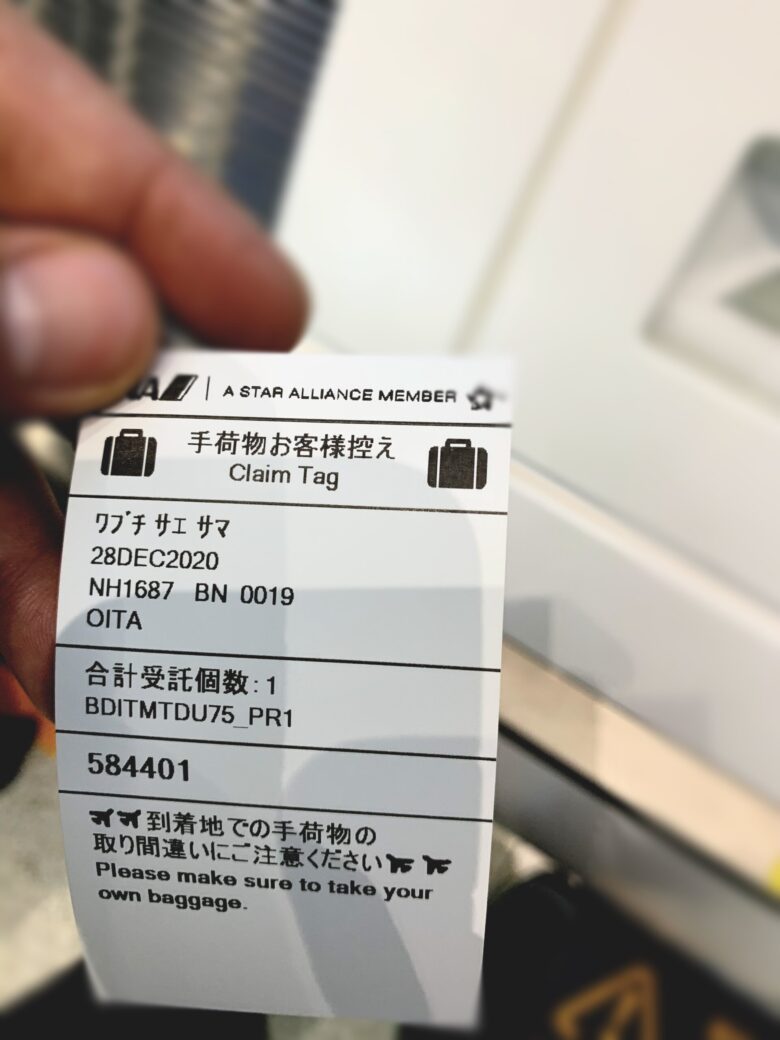 A STAR ALLIANCE MEMBER
手荷物お客様控え
Claim Tag
ﾜﾌﾞﾁ ｻｴ ｻﾏ
28DEC2020
NH1687 BN 0019
OITA
合計受託個数:1
BDITMTDU75_PR1
584401
到着地での手荷物の
取り間違いにご注意ください
Please make sure to take your
own baggage.